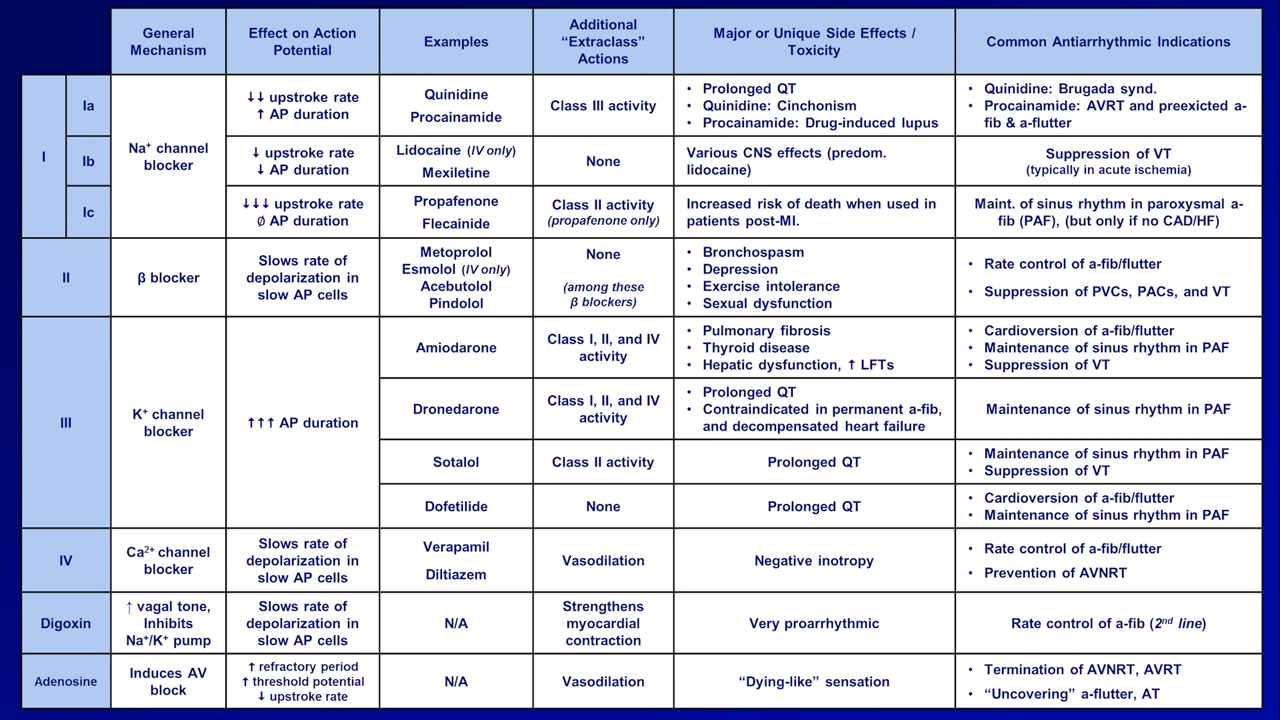 General Mechanism
Effect on Action Potential
Examples
Additional “Extraclass” Actions
Major or Unique Side Effects / Toxicity
Common Antiarrhythmic Indications
I
Ia
Na⁺ channel blocker
↓↓ upstroke rate
↑ AP duration
Quinidine
Procainamide
Class III activity
• Prolonged QT
• Quinidine: Cinchonism
• Procainamide: Drug-induced lupus
• Quinidine: Brugada synd.
• Procainamide: AVRT and preexicted a-
fib & a-flutter
Ib
↓ upstroke rate
↓ AP duration
Lidocaine (IV only)
Mexiletine
None
Various CNS effects (predom.
lidocaine)
Suppression of VT
(typically in acute ischemia)
Ic
↓↓↓ upstroke rate
∅ AP duration
Propafenone
Flecainide
Class II activity
(propafenone only)
Increased risk of death when used in
patients post-MI.
Maint. of sinus rhythm in paroxysmal a-
fib (PAF), (but only if no CAD/HF)
II
β blocker
Slows rate of
depolarization in
slow AP cells
Metoprolol
Esmolol (IV only)
Acebutolol
Pindolol
None
(among these
β blockers)
• Bronchospasm
• Depression
• Exercise intolerance
• Sexual dysfunction
• Rate control of a-fib/flutter
• Suppression of PVCs, PACs, and VT
III
K⁺ channel
blocker
↑↑↑ AP duration
Amiodarone
Class I, II, and IV
activity
• Pulmonary fibrosis
• Thyroid disease
• Hepatic dysfunction, ↑ LFTs
• Cardioversion of a-fib/flutter
• Maintenance of sinus rhythm in PAF
• Suppression of VT
Dronedarone
Class I, II, and IV
activity
• Prolonged QT
• Contraindicated in permanent a-fib,
and decompensated heart failure
Maintenance of sinus rhythm in PAF
Sotalol
Class II activity
Prolonged QT
• Maintenance of sinus rhythm in PAF
• Suppression of VT
Dofetilide
None
Prolonged QT
• Cardioversion of a-fib/flutter
• Maintenance of sinus rhythm in PAF
IV
Ca²⁺ channel
blocker
Slows rate of
depolarization in
slow AP cells
Verapamil
Diltiazem
Vasodilation
Negative inotropy
• Rate control of a-fib/flutter
• Prevention of AVNRT
Digoxin
↑ vagal tone,
Inhibits
Na⁺/K⁺ pump
Slows rate of
depolarization in
slow AP cells
N/A
Strengthens
myocardial
contraction
Very proarrhythmic
Rate control of a-fib (2nd line)
Adenosine
Induces AV
block
↑ refractory period
↑ threshold potential
↓ upstroke rate
N/A
Vasodilation
“Dying-like” sensation
• Termination of AVNRT, AVRT
• “Uncovering” a-flutter, AT